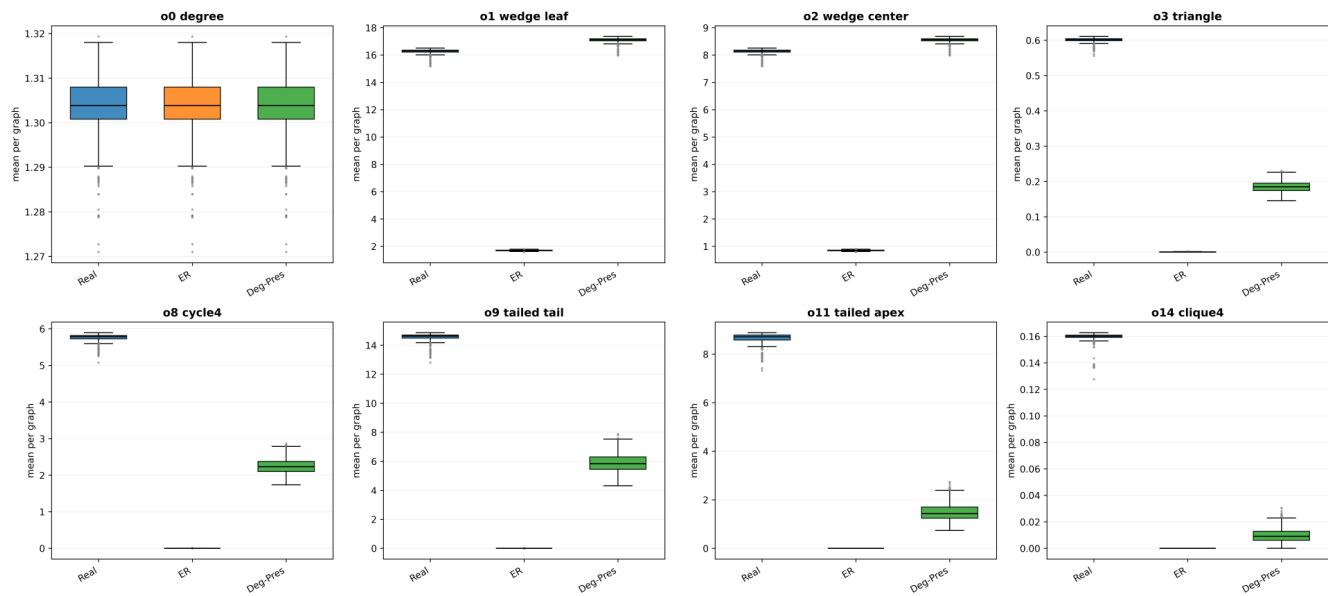 o0 degree
1.32
1.31
1.30
1.29
1.28
1.27
mean per graph
Real
ER
Deg-Pres
o1 wedge leaf
18
16
14
12
10
8
6
4
2
mean per graph
Real
ER
Deg-Pres
o2 wedge center
9
8
7
6
5
4
3
2
1
mean per graph
Real
ER
Deg-Pres
o3 triangle
0.6
0.5
0.4
0.3
0.2
0.1
0.0
mean per graph
Real
ER
Deg-Pres
o8 cycle4
6
5
4
3
2
1
0
mean per graph
Real
ER
Deg-Pres
o9 tailed tail
14
12
10
8
6
4
2
0
mean per graph
Real
ER
Deg-Pres
o11 tailed apex
8
6
4
2
0
mean per graph
Real
ER
Deg-Pres
o14 clique4
0.16
0.14
0.12
0.10
0.08
0.06
0.04
0.02
0.00
mean per graph
Real
ER
Deg-Pres